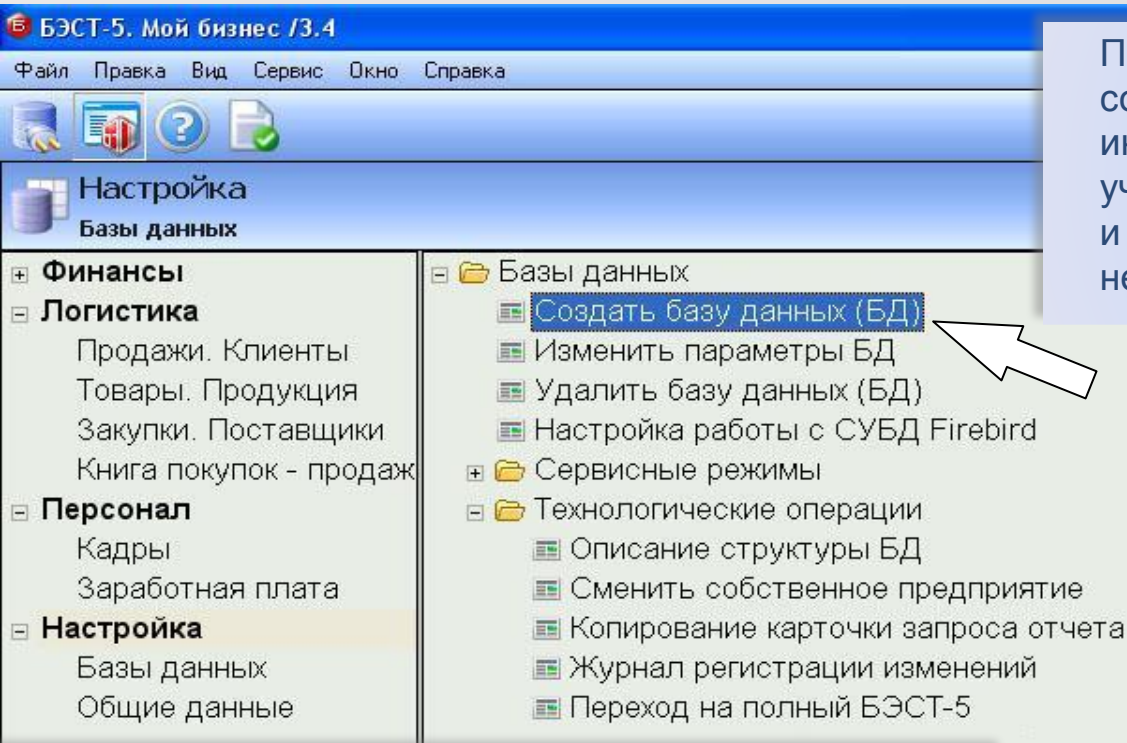 БЭСТ-5. Мой бизнес /3.4
Файл Правка Вид Сервис Окно Справка
Настройка
Базы данных
Финансы
Логистика
Продажи. Клиенты
Товары. Продукция
Закупки. Поставщики
Книга покупок - продаж
Персонал
Кадры
Заработная плата
Настройка
Базы данных
Общие данные
Базы данных
Создать базу данных (БД)
Изменить параметры БД
Удалить базу данных (БД)
Настройка работы с СУБД Firebird
Сервисные режимы
Технологические операции
Описание структуры БД
Сменить собственное предприятие
Копирование карточки запроса отчета
Журнал регистрации изменений
Переход на полный БЭСТ-5
и